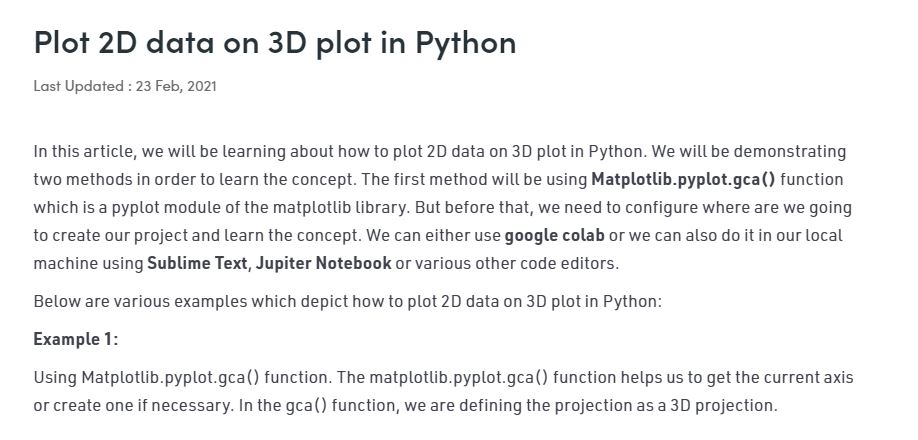 Plot 2D data on 3D plot in Python
Last Updated : 23 Feb, 2021
In this article, we will be learning about how to plot 2D data on 3D plot in Python. We will be demonstrating
two methods in order to learn the concept. The first method will be using Matplotlib.pyplot.gca() function
which is a pyplot module of the matplotlib library. But before that, we need to configure where are we going
to create our project and learn the concept. We can either use google colab or we can also do it in our local
machine using Sublime Text, Jupiter Notebook or various other code editors.
Below are various examples which depict how to plot 2D data on 3D plot in Python:
Example 1:
Using Matplotlib.pyplot.gca() function. The matplotlib.pyplot.gca() function helps us to get the current axis
or create one if necessary. In the gca() function, we are defining the projection as a 3D projection.